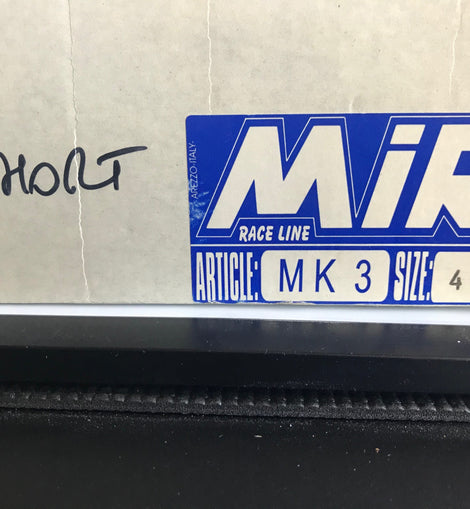 HORT
AREZZO-ITALY
MiR
RACE LINE
ARTICLE: MK 3 SIZE: 4